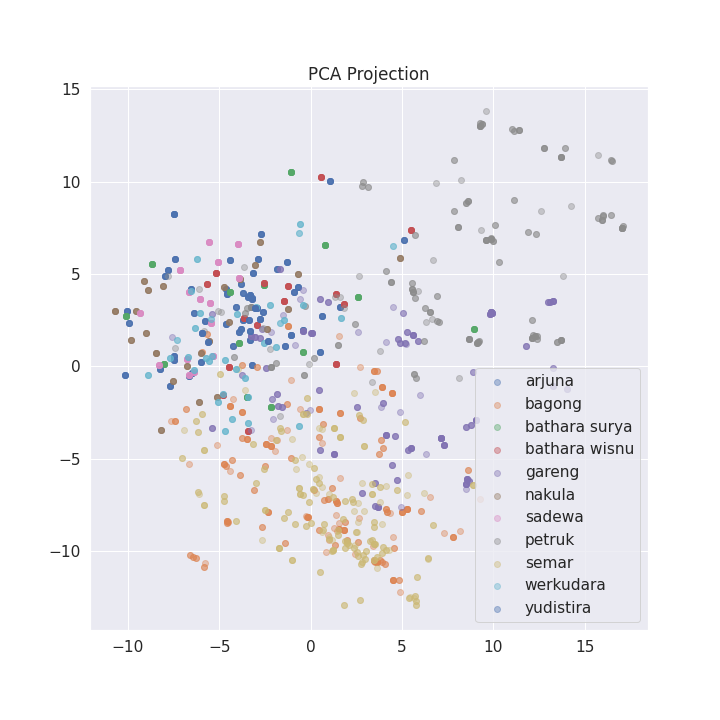 PCA Projection
15
10
5
0
−5
−10
−10
−5
0
5
10
15
arjuna
bagong
bathara surya
bathara wisnu
gareng
nakula
sadewa
petruk
semar
werkudara
yudistira